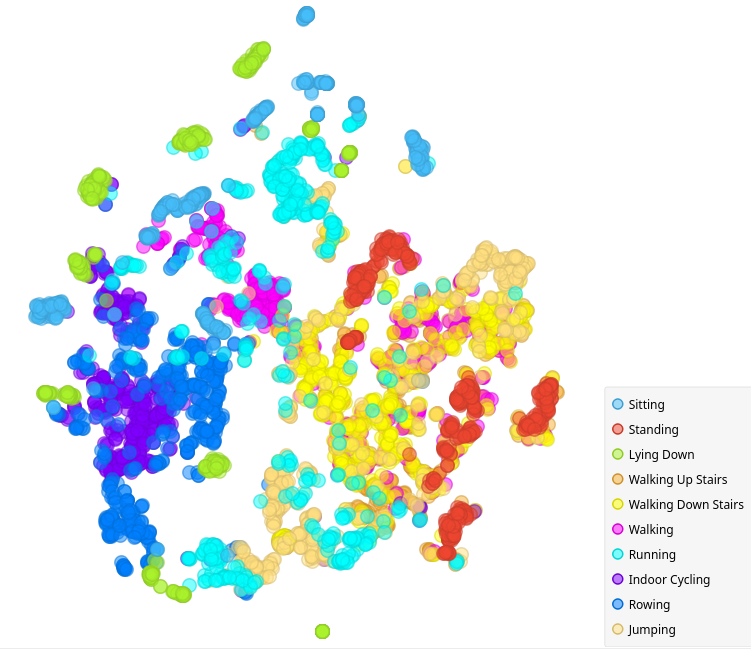 Sitting
Standing
Lying Down
Walking Up Stairs
Walking Down Stairs
Walking
Running
Indoor Cycling
Rowing
Jumping